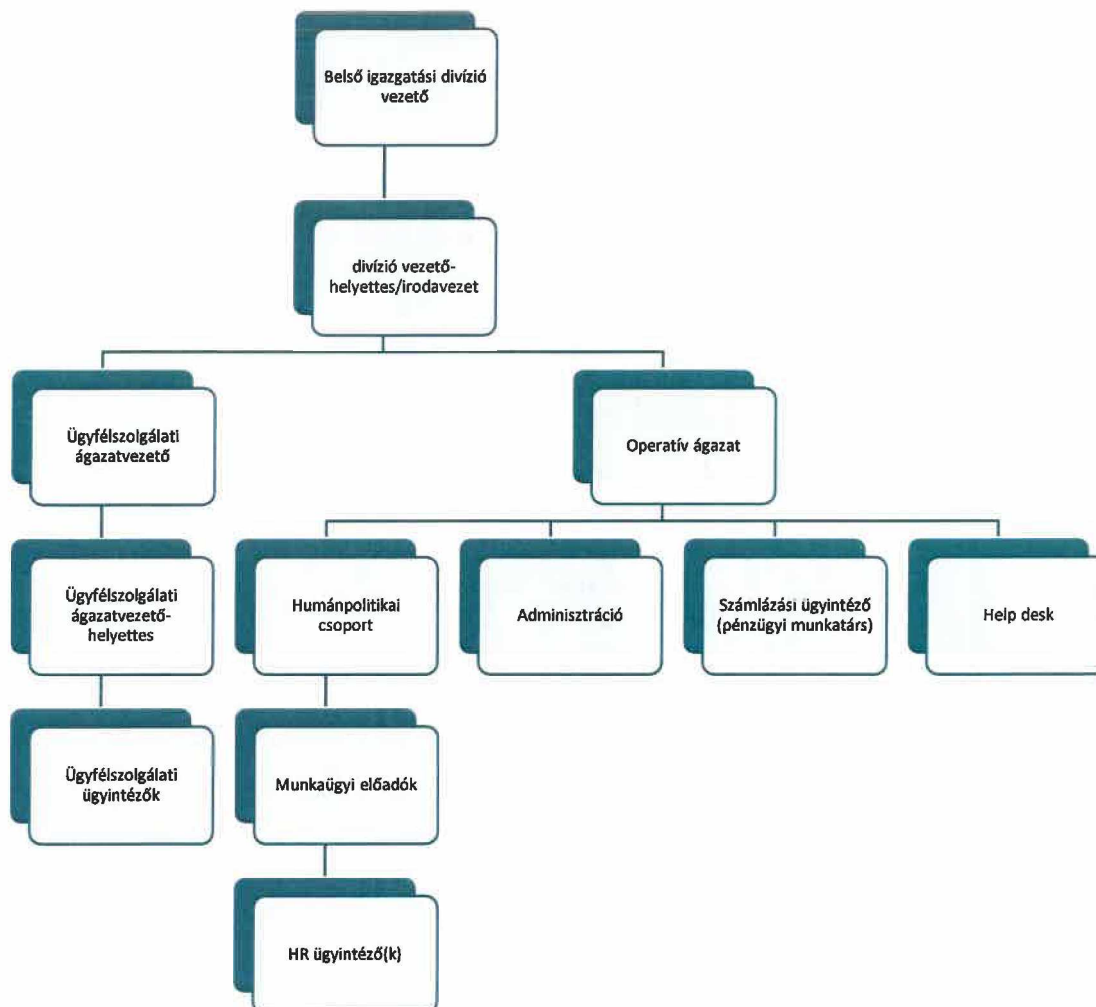 Belső igazgatási divízió
vezető
divízió vezető-
helyettes/irodavezet
Ügyfélszolgálati
ágazatvezető
Operatív ágazat
Ügyfélszolgálati
ágazatvezető-
helyettes
Humánpolitikai
csoport
Adminisztráció
Számlázási ügyintéző
(pénzügyi munkatárs)
Help desk
Ügyfélszolgálati
ügyintézők
Munkaügyi előadók
HR ügyintéző(k)